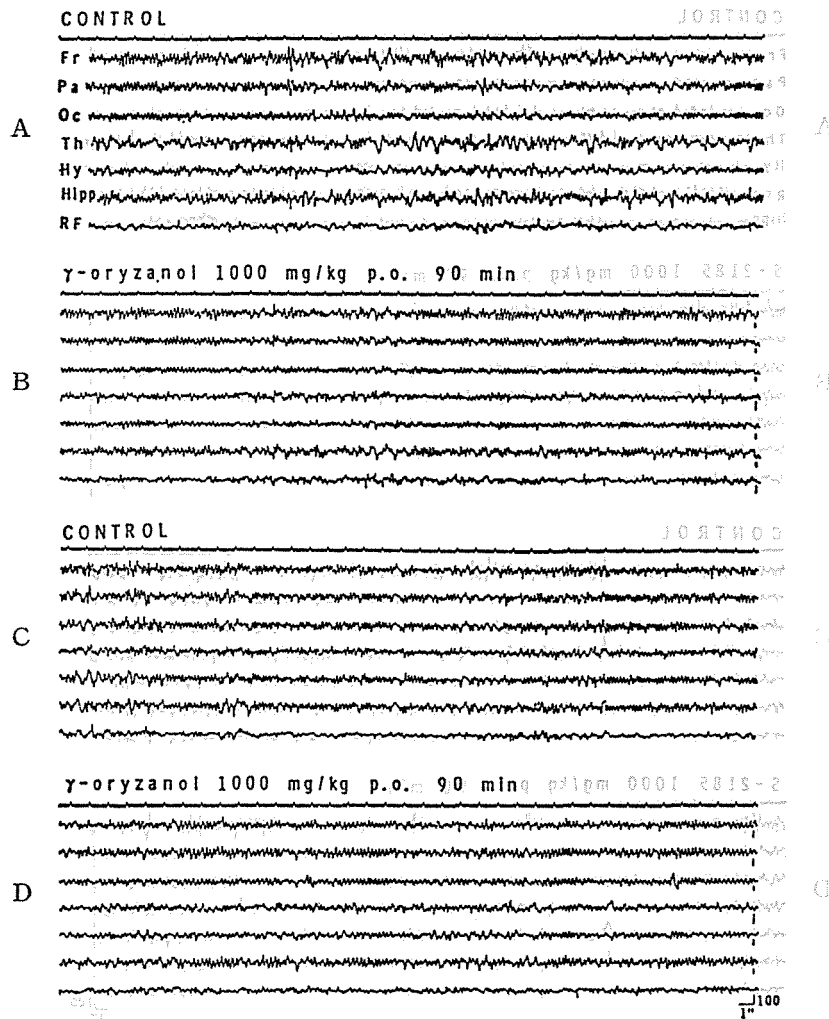 CONTROL
Fr
Pa
Oc
A
Th
Hy
Hipp
RF
γ-oryzanol 1000 mg/kg p.o. 90 min
B
CONTROL
C
γ-oryzanol 1000 mg/kg p.o. 90 min
D
100
1"